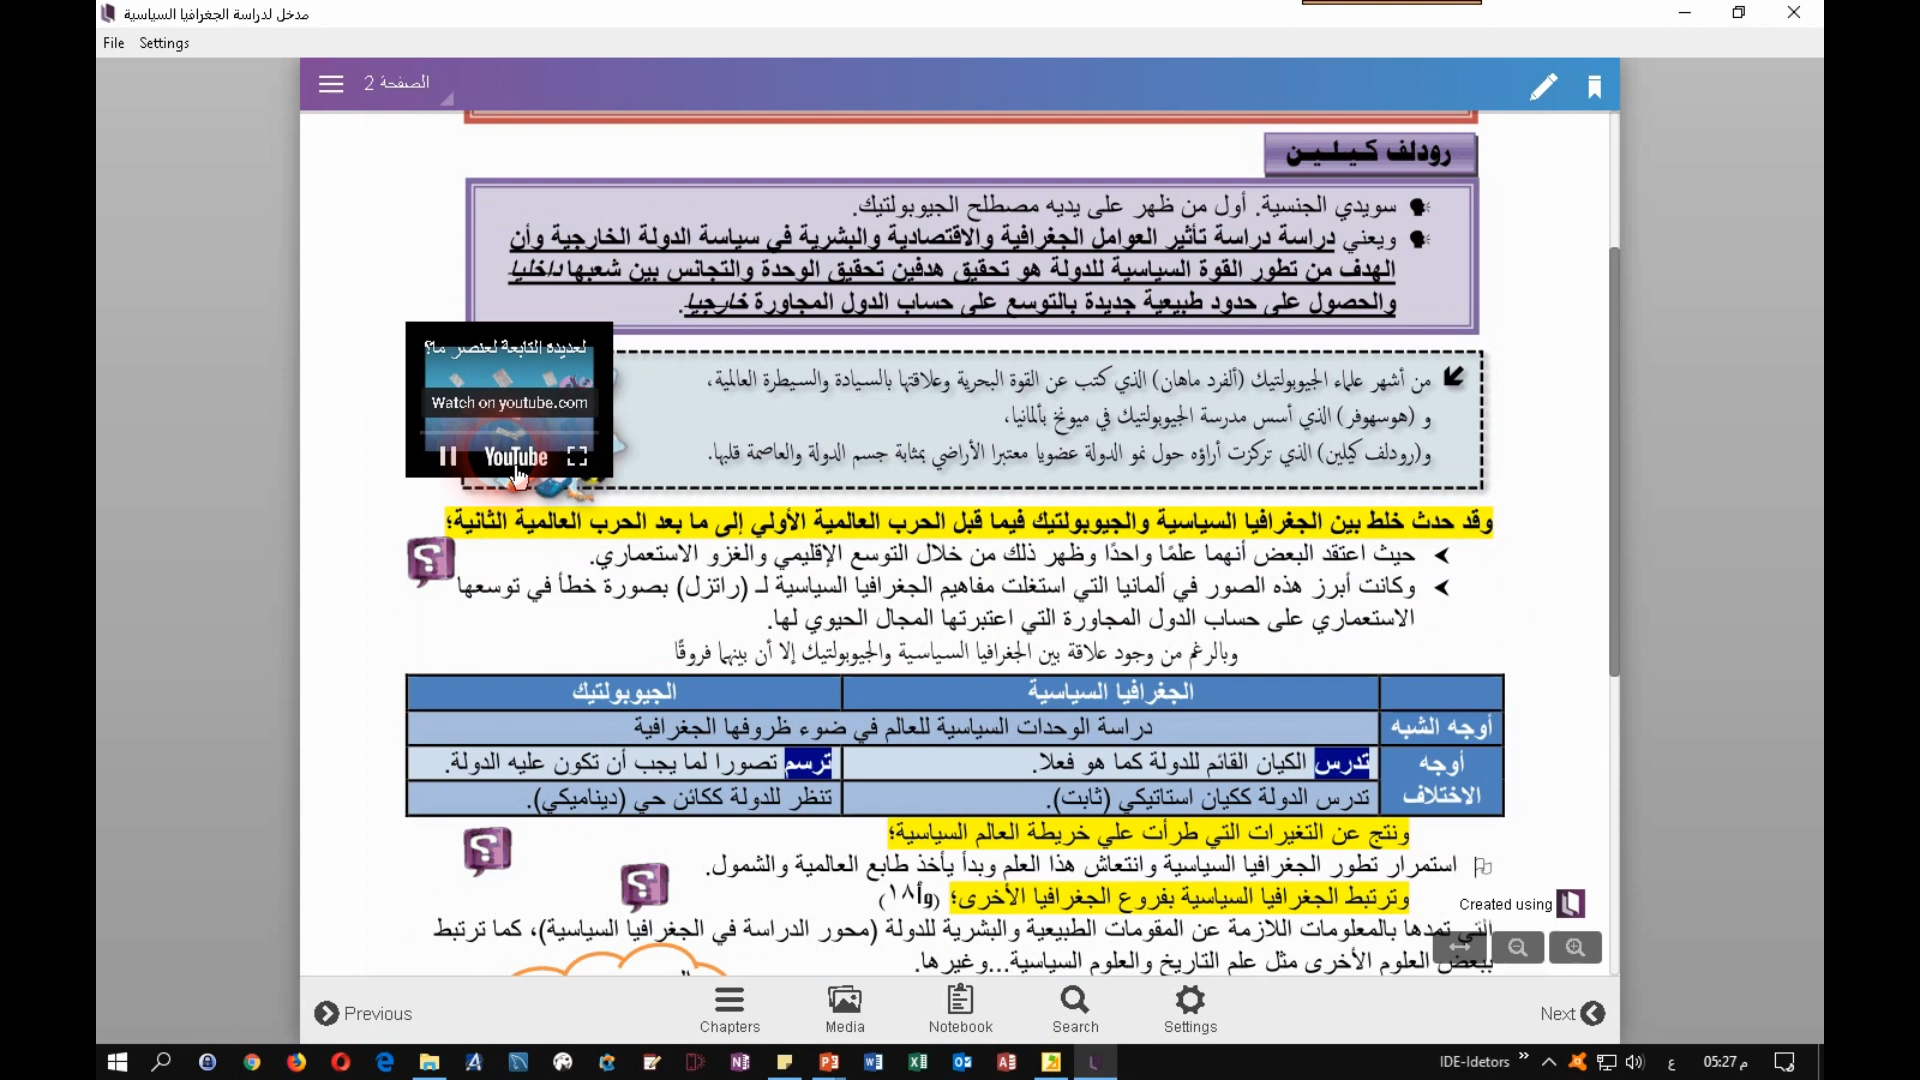 مدخل لدراسة الجغرافيا السياسية
File Settings
الصفحة 2
رودلف كـيـلـيـن
سويدي الجنسية. أول من ظهر على يديه مصطلح الجيوبولتيك.
ويعني دراسة دراسة تأثير العوامل الجغرافية والاقتصادية والبشرية في سياسة الدولة الخارجية وأن
الهدف من تطور القوة السياسية للدولة هو تحقيق هدفين تحقيق الوحدة والتجانس بين شعبها داخليا
والحصول على حدود طبيعية جديدة بالتوسع على حساب الدول المجاورة خارجيا.
لعديده التابعة لعنصر ما؟
Watch on youtube.com
YouTube
من أشهر علماء الجيوبولتيك (ألفرد ماهان) الذي كتب عن القوة البحرية وعلاقتها بالسيادة والسيطرة العالمية،
و (هوسهوفر) الذي أسس مدرسة الجيوبولتيك في ميونخ بألمانيا،
و(رودلف كيلين) الذي تركزت أراؤه حول نمو الدولة عضويا معتبرا الأراضي بمثابة جسم الدولة والعاصمة قلبها.
وقد حدث خلط بين الجغرافيا السياسية والجيوبولتيك فيما قبل الحرب العالمية الأولي إلى ما بعد الحرب العالمية الثانية؛
حيث اعتقد البعض أنهما علمًا واحدًا وظهر ذلك من خلال التوسع الإقليمي والغزو الاستعماري.
وكانت أبرز هذه الصور في ألمانيا التي استغلت مفاهيم الجغرافيا السياسية لـ (راتزل) بصورة خطأ في توسعها
الاستعماري على حساب الدول المجاورة التي اعتبرتها المجال الحيوي لها.
وبالرغم من وجود علاقة بين الجغرافيا السياسية والجيوبولتيك إلا أن بينهما فروقًا
الجغرافيا السياسية الجيوبولتيك
أوجه الشبه دراسة الوحدات السياسية للعالم في ضوء ظروفها الجغرافية
أوجه الاختلاف تدرس الكيان القائم للدولة كما هو فعلا. ترسم تصورا لما يجب أن تكون عليه الدولة.
تدرس الدولة ككيان استاتيكي (ثابت). تنظر للدولة ككائن حي (ديناميكي).
ونتج عن التغيرات التي طرأت علي خريطة العالم السياسية؛
استمرار تطور الجغرافيا السياسية وانتعاش هذا العلم وبدأ يأخذ طابع العالمية والشمول.
وترتبط الجغرافيا السياسية بفروع الجغرافيا الأخرى؛ (وأ١٨)
Created using
التي تمدها بالمعلومات اللازمة عن المقومات الطبيعية والبشرية للدولة (محور الدراسة في الجغرافيا السياسية)، كما ترتبط
ببعض العلوم الأخرى مثل علم التاريخ والعلوم السياسية...وغيرها.
Previous Chapters Media Notebook Search Settings Next
IDE-Idetors » ع 05:27 م